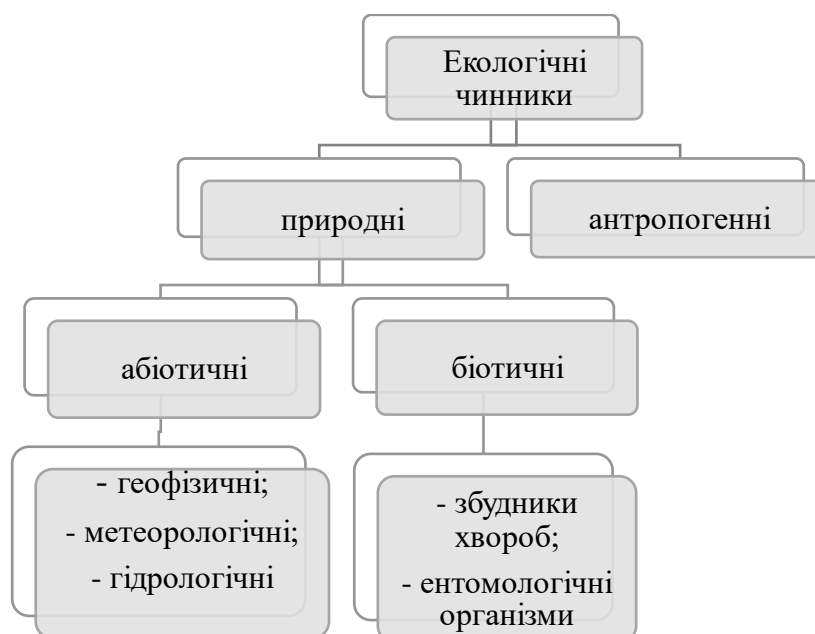 Екологічні
чинники
природні
антропогенні
абіотичні
біотичні
- геофізичні;
- метеорологічні;
- гідрологічні
- збудники
хвороб;
- ентомологічні
організми